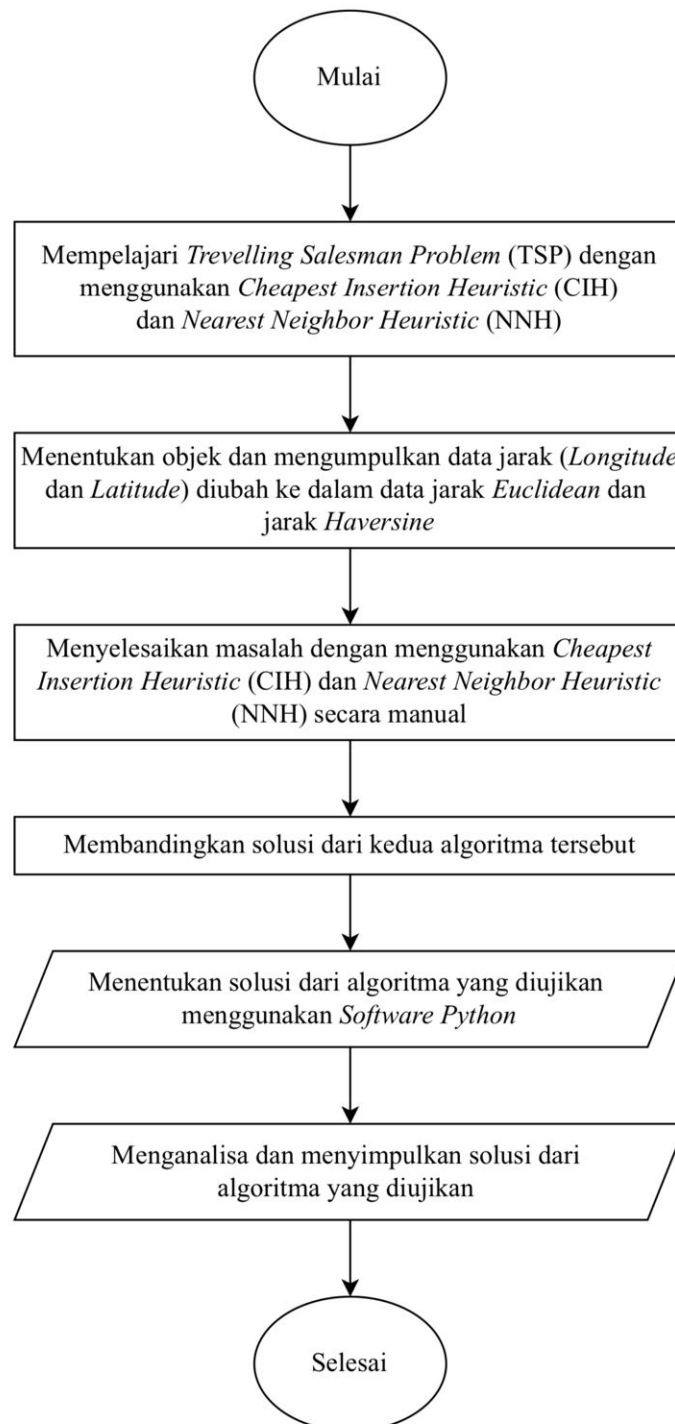 Mulai
Mempelajari Trevelling Salesman Problem (TSP) dengan
menggunakan Cheapest Insertion Heuristic (CIH)
dan Nearest Neighbor Heuristic (NNH)
Menentukan objek dan mengumpulkan data jarak (Longitude
dan Latitude) diubah ke dalam data jarak Euclidean dan
jarak Haversine
Menyelesaikan masalah dengan menggunakan Cheapest
Insertion Heuristic (CIH) dan Nearest Neighbor Heuristic
(NNH) secara manual
Membandingkan solusi dari kedua algoritma tersebut
Menentukan solusi dari algoritma yang diujikan
menggunakan Software Python
Menganalisa dan menyimpulkan solusi dari
algoritma yang diujikan
Selesai